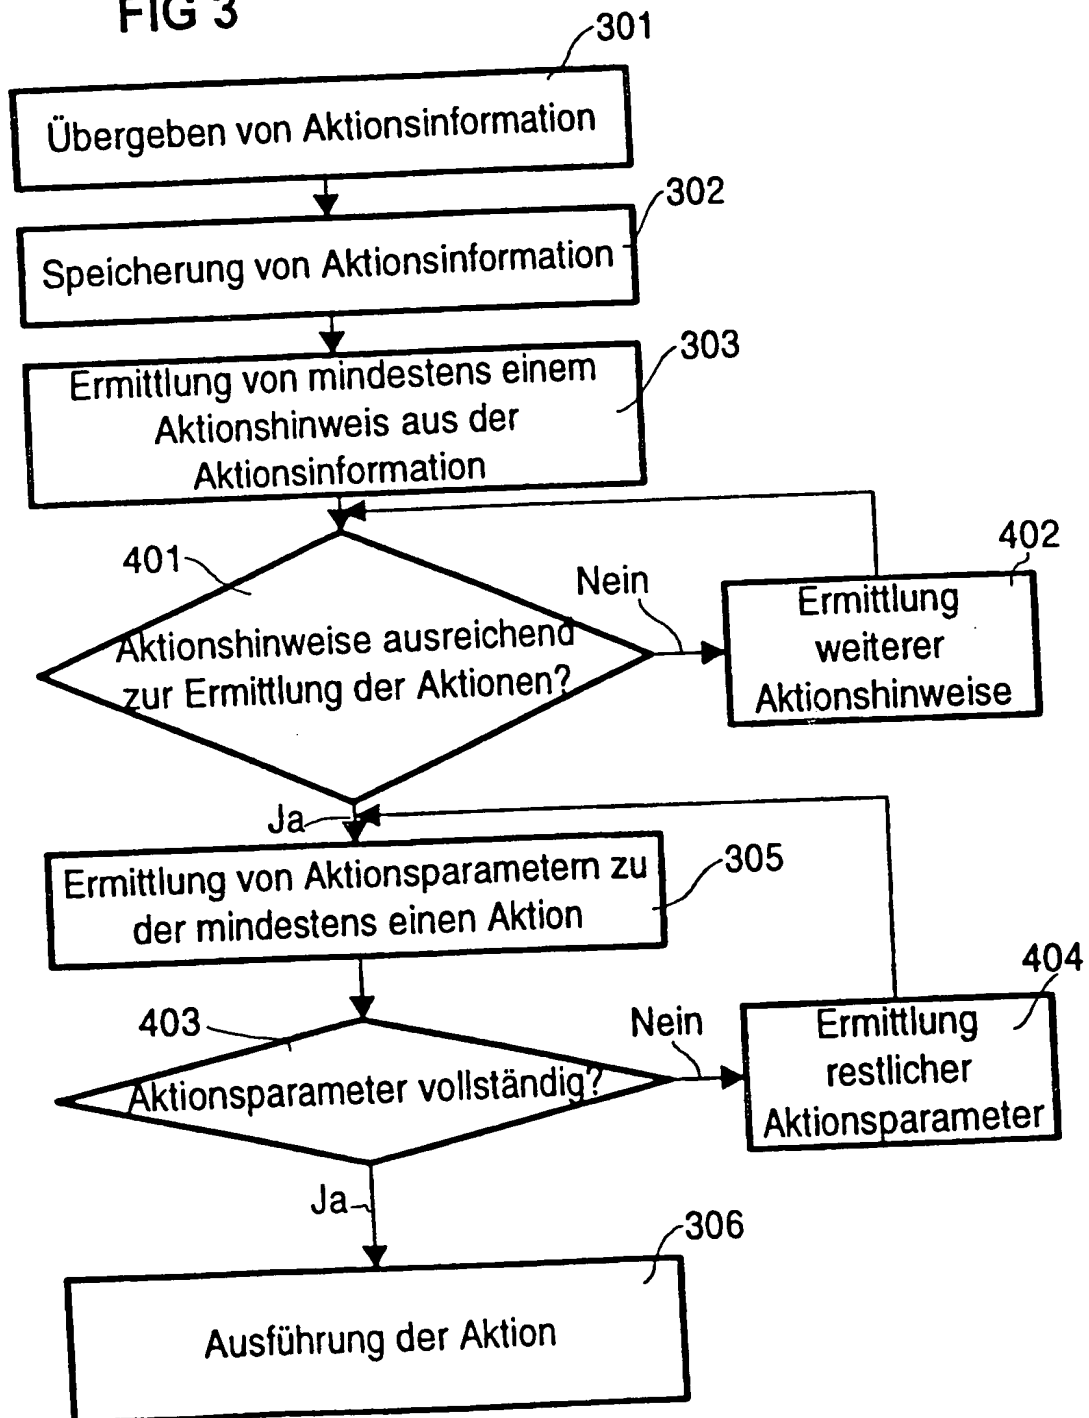 FIG 3
301
Übergeben von Aktionsinformation
302
Speicherung von Aktionsinformation
303
Ermittlung von mindestens einem
Aktionshinweis aus der
Aktionsinformation
401
Aktionshinweise ausreichend
zur Ermittlung der Aktionen?
Nein
402
Ermittlung
weiterer
Aktionshinweise
Ja
305
Ermittlung von Aktionsparametern zu
der mindestens einen Aktion
403
Aktionsparameter vollständig?
Nein
404
Ermittlung
restlicher
Aktionsparameter
Ja
306
Ausführung der Aktion